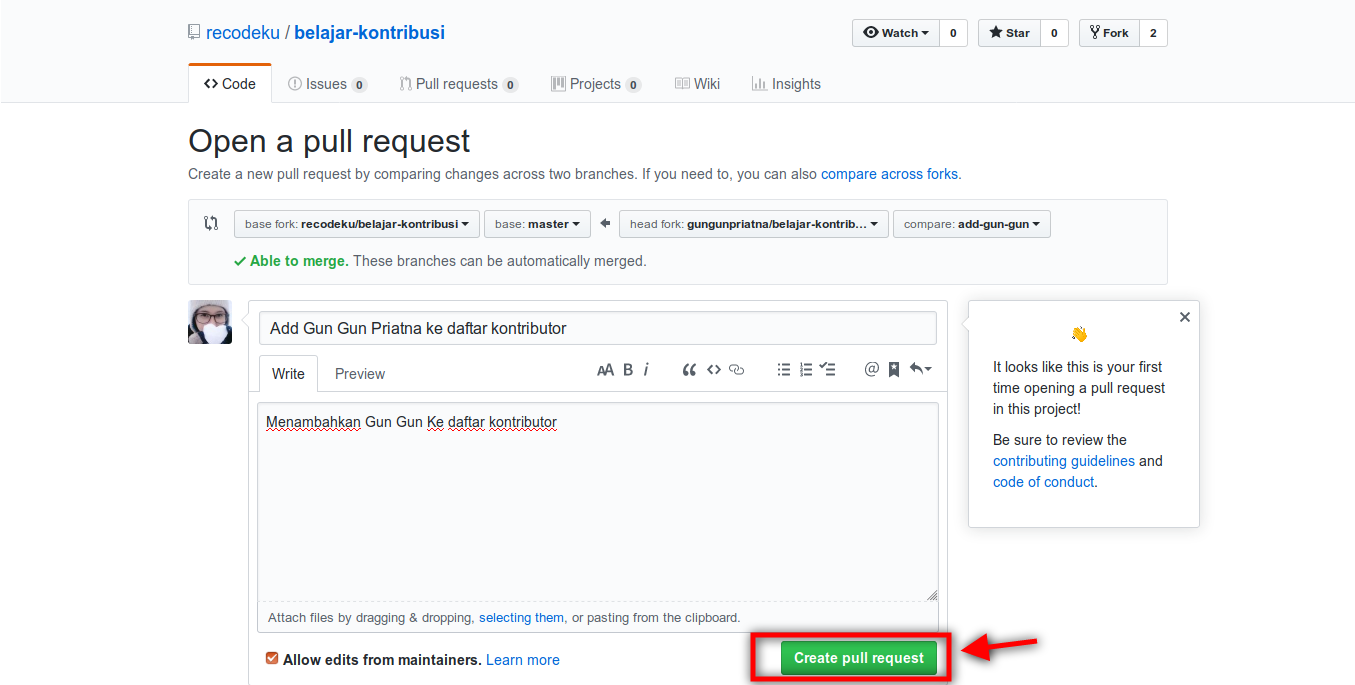 recodeku / belajar-kontribusi
Watch 0 Star 0 Fork 2
Code Issues 0 Pull requests 0 Projects 0 Wiki Insights
Open a pull request
Create a new pull request by comparing changes across two branches. If you need to, you can also compare across forks.
base fork: recodeku/belajar-kontribusi base: master head fork: gungunpriatna/belajar-kontrib... compare: add-gun-gun
Able to merge. These branches can be automatically merged.
Add Gun Gun Priatna ke daftar kontributor
Write Preview AA B i @
Menambahkan Gun Gun Ke daftar kontributor
Attach files by dragging & dropping, selecting them, or pasting from the clipboard.
Allow edits from maintainers. Learn more
Create pull request
It looks like this is your first
time opening a pull request
in this project!
Be sure to review the
contributing guidelines and
code of conduct.